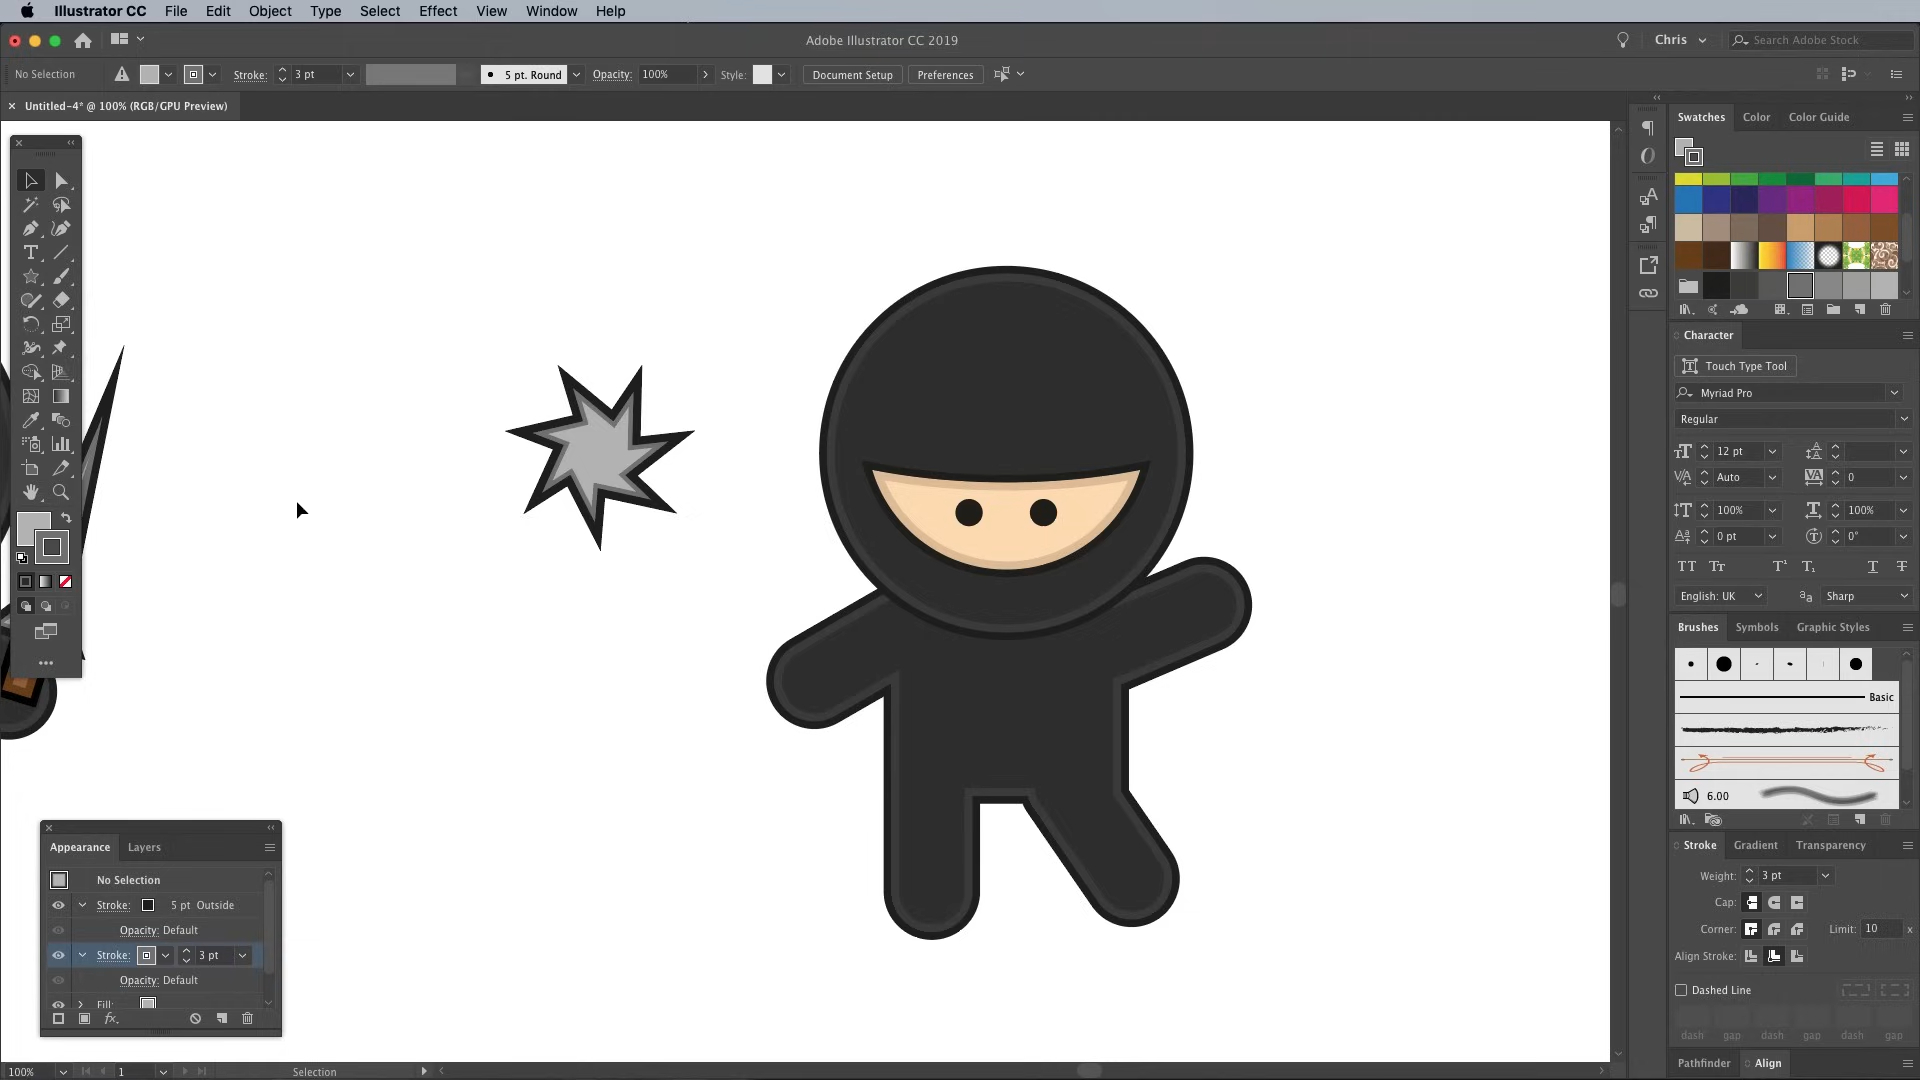 Illustrator CC File Edit Object Type Select Effect View Window Help
Adobe Illustrator CC 2019
Chris
Search Adobe Stock
No Selection
Stroke: 3 pt
5 pt. Round
Opacity: 100%
Style:
Document Setup
Preferences
Untitled-4* @ 100% (RGB/GPU Preview)
Swatches Color Color Guide
Character
Touch Type Tool
Myriad Pro
Regular
12 pt
Auto 0
100% 100%
0 pt 0°
English: UK Sharp
Brushes Symbols Graphic Styles
Basic
6.00
Stroke Gradient Transparency
Weight: 3 pt
Cap:
Corner: Limit: 10 x
Align Stroke:
Dashed Line
dash gap dash gap dash gap
Pathfinder Align
Appearance Layers
No Selection
Stroke: 5 pt Outside
Opacity: Default
Stroke: 3 pt
Opacity: Default
Fill:
100% 1 Selection